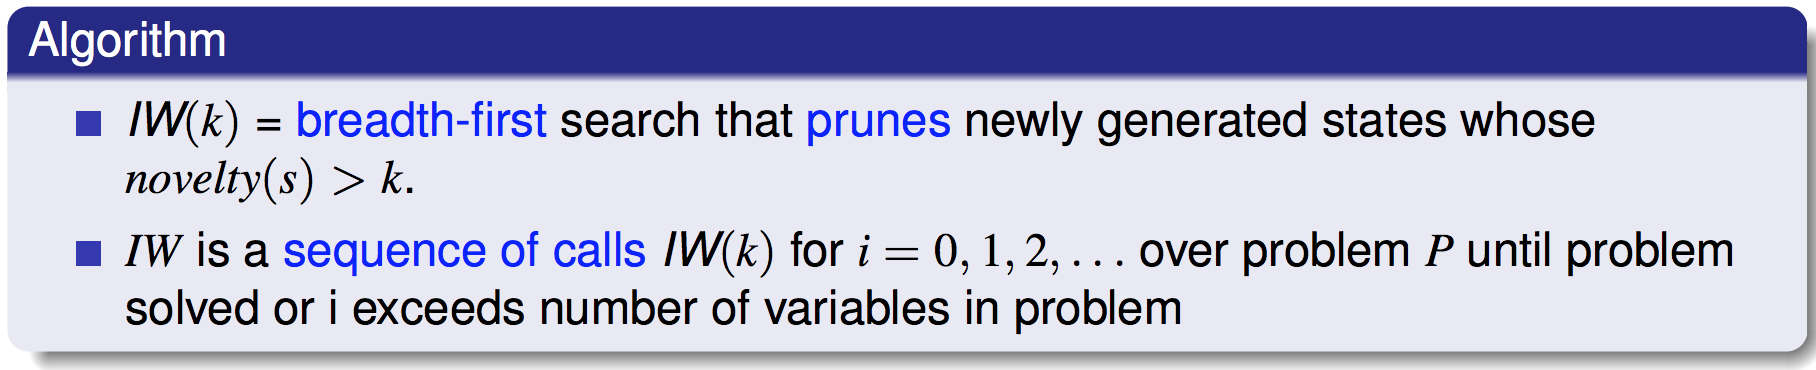 Algorithm
IW(k) = breadth-first search that prunes newly generated states whose
novelty(s) > k.
IW is a sequence of calls IW(k) for i = 0, 1, 2, . . . over problem P until problem
solved or i exceeds number of variables in problem